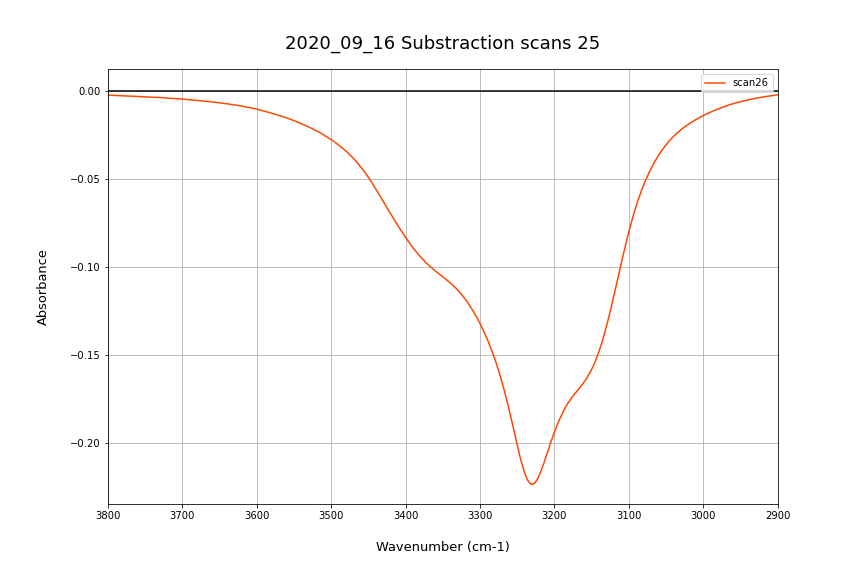 2020_09_16 Substraction scans 25
scan26
Absorbance
0.00
−0.05
−0.10
−0.15
−0.20
3800 3700 3600 3500 3400 3300 3200 3100 3000 2900
Wavenumber (cm-1)